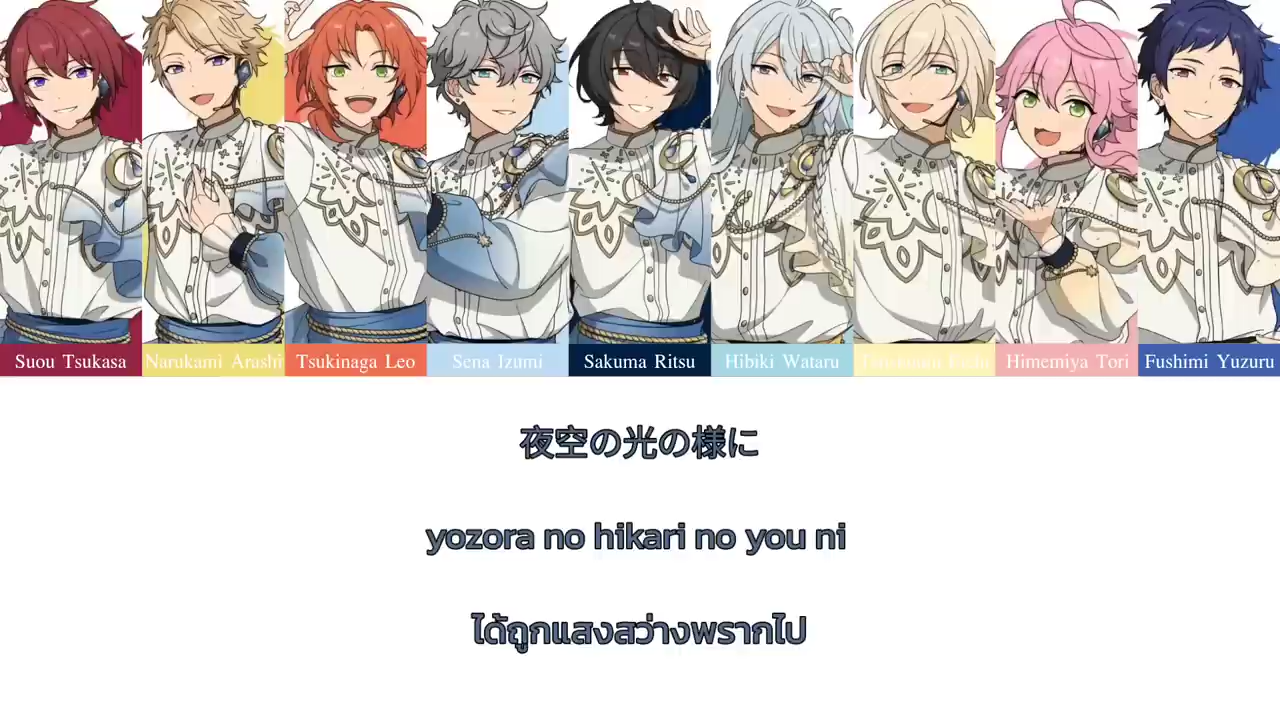 Suou Tsukasa Narukami Arashi Tsukinaga Leo Sena Izumi Sakuma Ritsu Hibiki Wataru Himemiya Tori Fushimi Yuzuru
夜空の光の様に
yozora no hikari no you ni
ได้ถูกแสงสว่างพรากไป